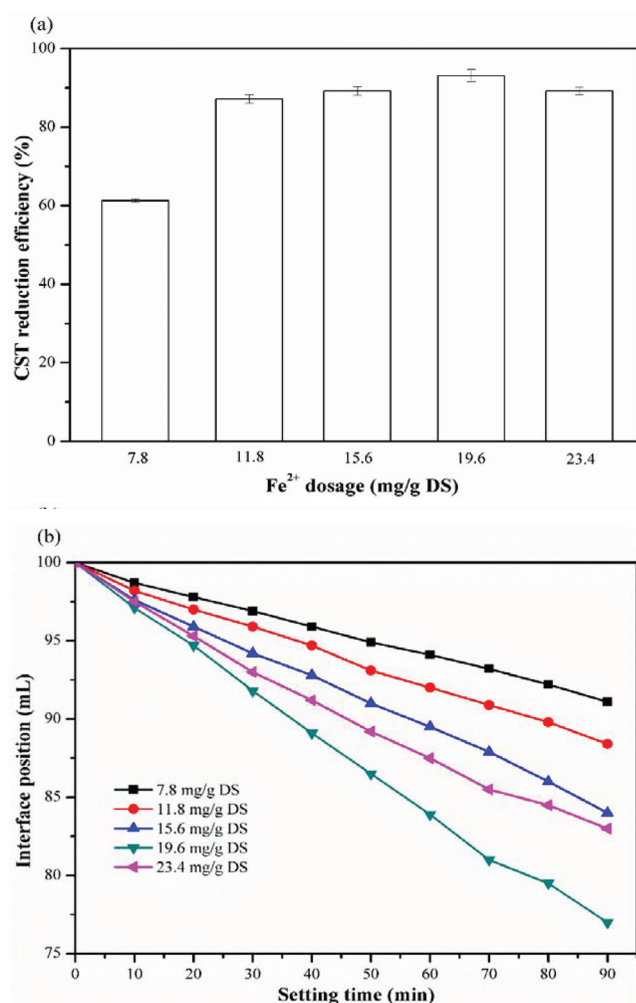 (a)
100
80
60
40
20
0
CST reduction efficiency (%)
7.8 11.8 15.6 19.6 23.4
Fe²⁺ dosage (mg/g DS)
(b)
100
95
90
85
80
75
Interface position (mL)
7.8 mg/g DS
11.8 mg/g DS
15.6 mg/g DS
19.6 mg/g DS
23.4 mg/g DS
0 10 20 30 40 50 60 70 80 90
Setting time (min)